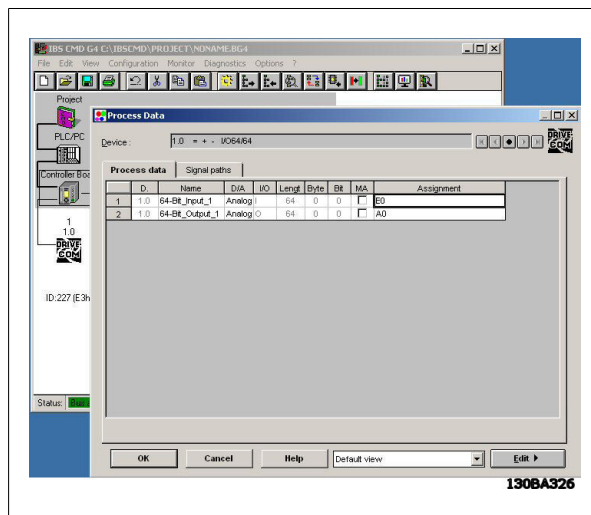 IBS CMD G4 C:\IBSCMD\PROJECT\NONAME.BG4
File Edit View Configuration Monitor Diagnostics Options ?
Project
PLC/PC
Controller Boa
1
1.0
DRIVE
COM
ID:227 (E3h
Status:
Process Data
Device: 1.0 = + - I/O64/64
DRIVE
COM
Process data Signal paths
D. Name D/A I/O Lengt Byte Bit MA Assignment
1 1.0 64-Bit_Input_1 Analog I 64 0 0 E0
2 1.0 64-Bit_Output_1 Analog O 64 0 0 A0
OK Cancel Help Default view Edit
130BA326